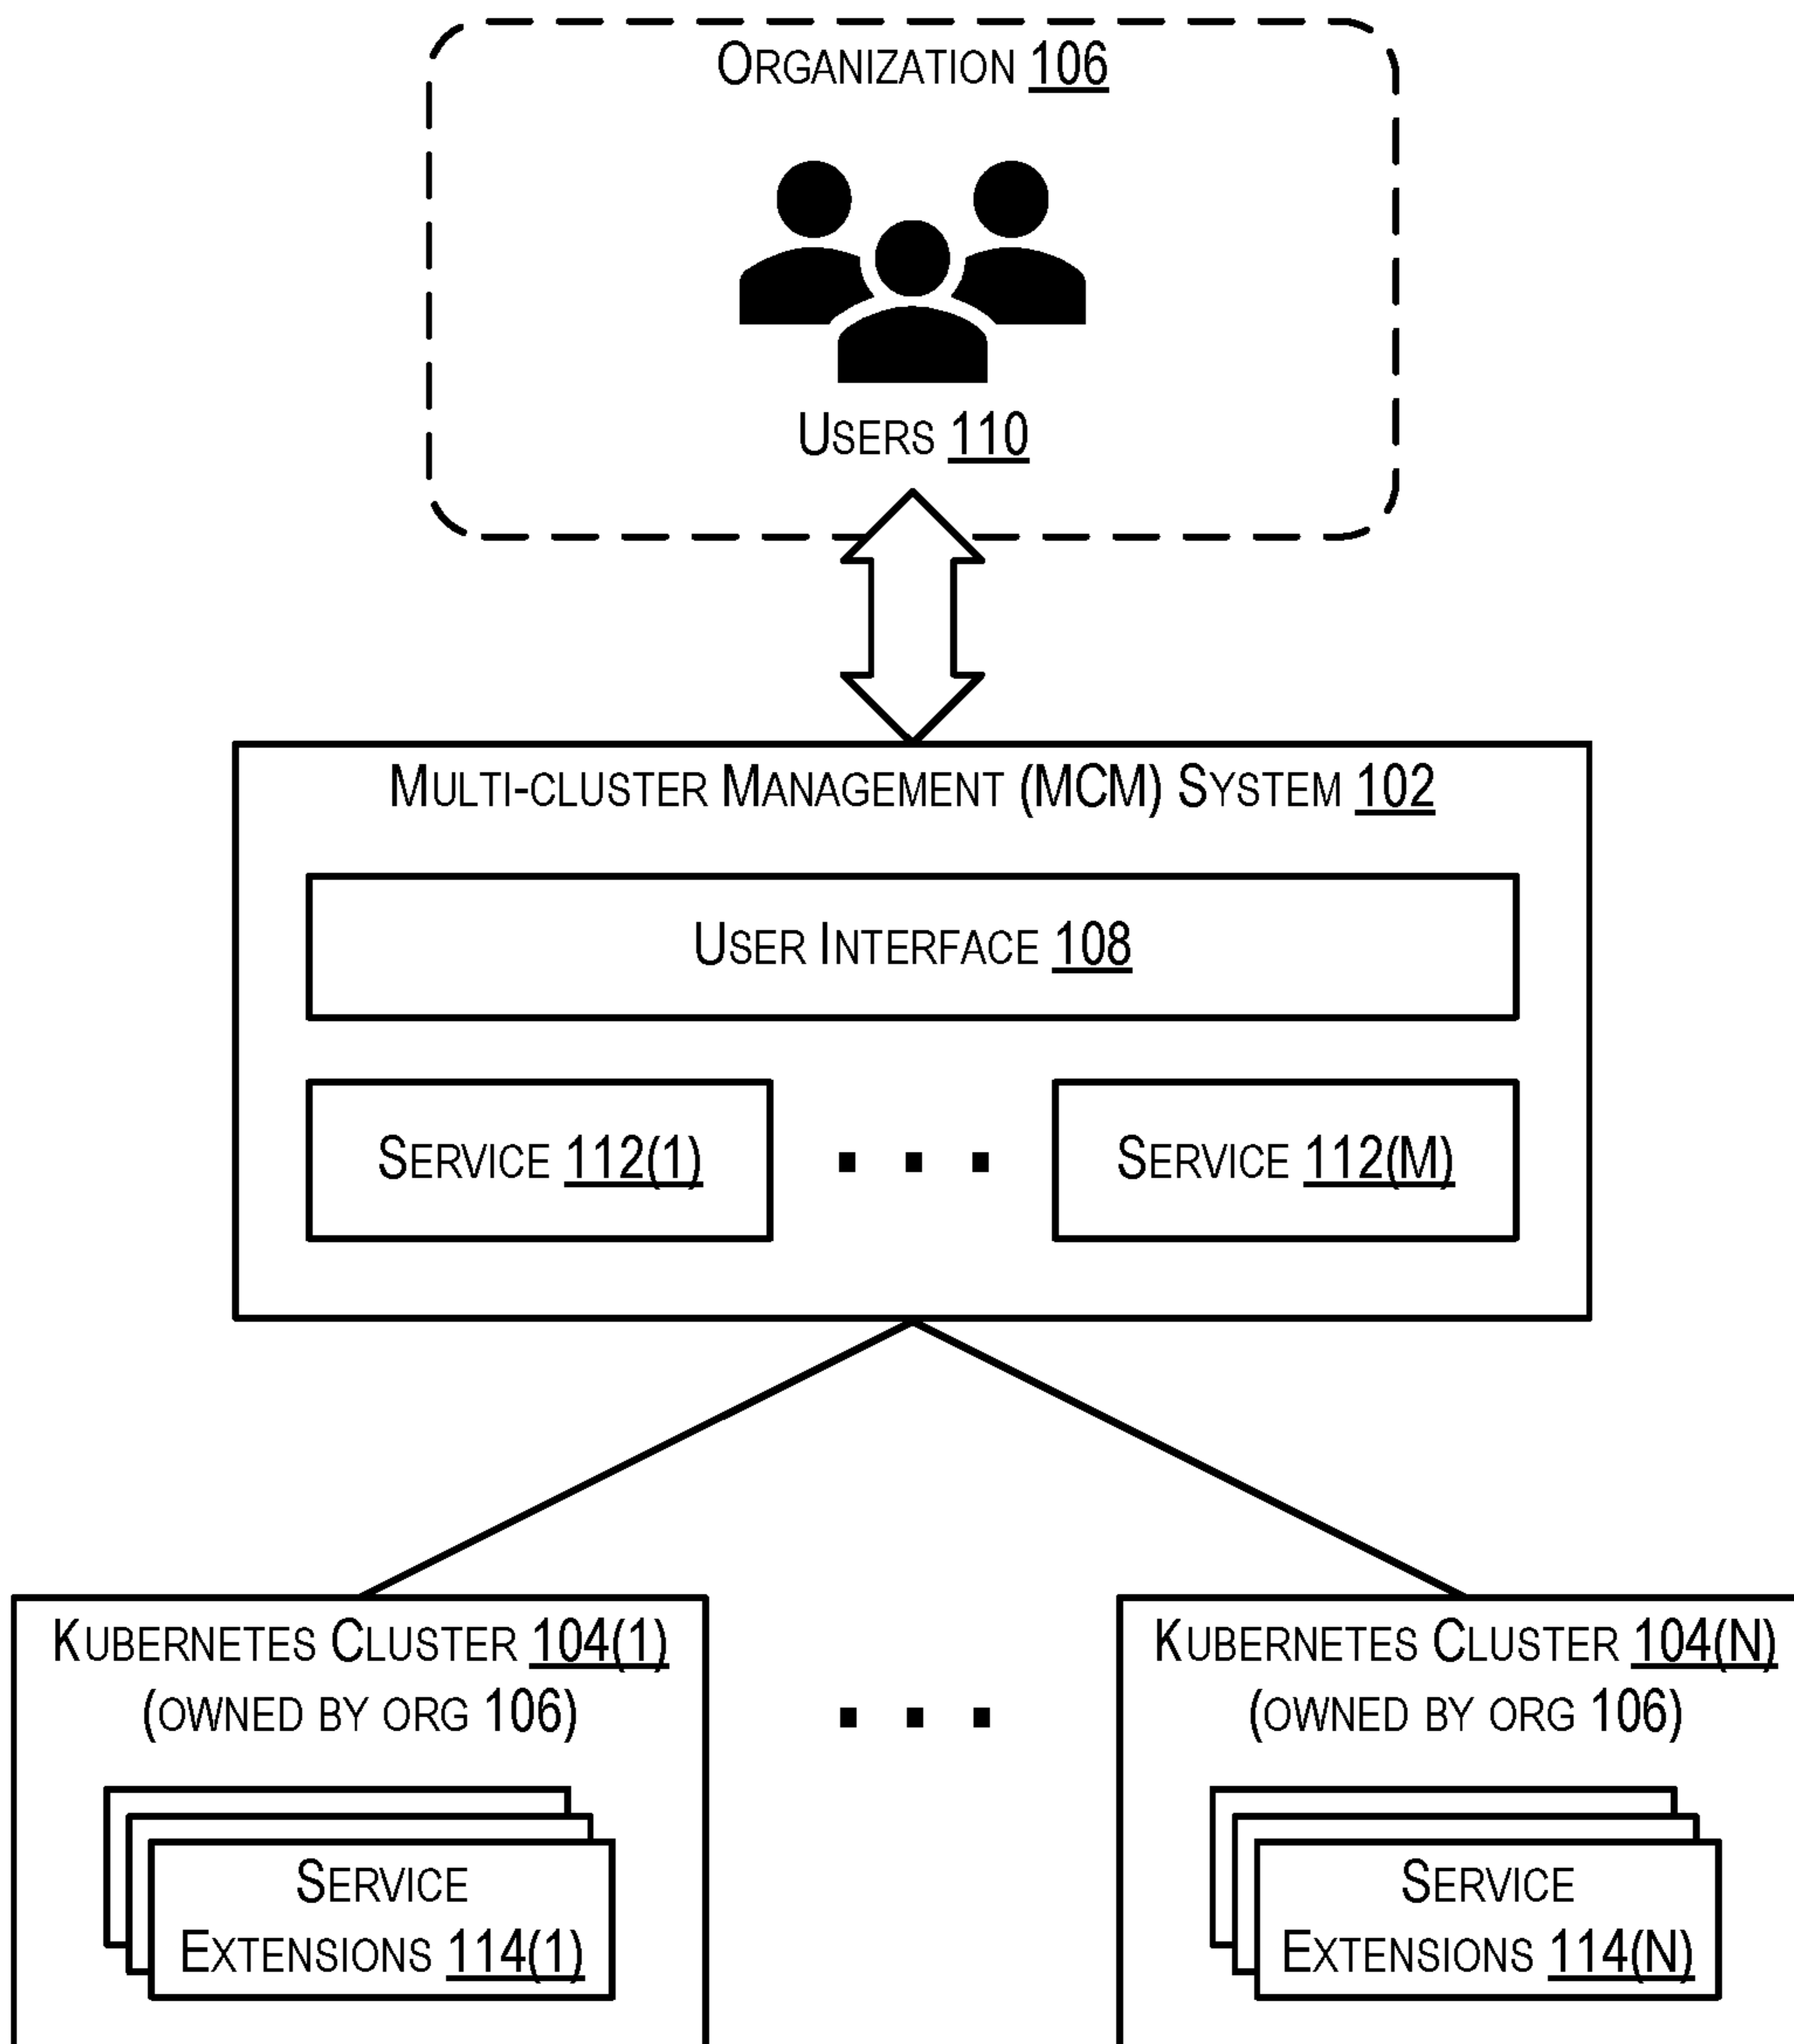 ORGANIZATION 106
USERS 110
MULTI-CLUSTER MANAGEMENT (MCM) SYSTEM 102
USER INTERFACE 108
SERVICE 112(1)
SERVICE 112(M)
KUBERNETES CLUSTER 104(1)
(OWNED BY ORG 106)
SERVICE
EXTENSIONS 114(1)
KUBERNETES CLUSTER 104(N)
(OWNED BY ORG 106)
SERVICE
EXTENSIONS 114(N)